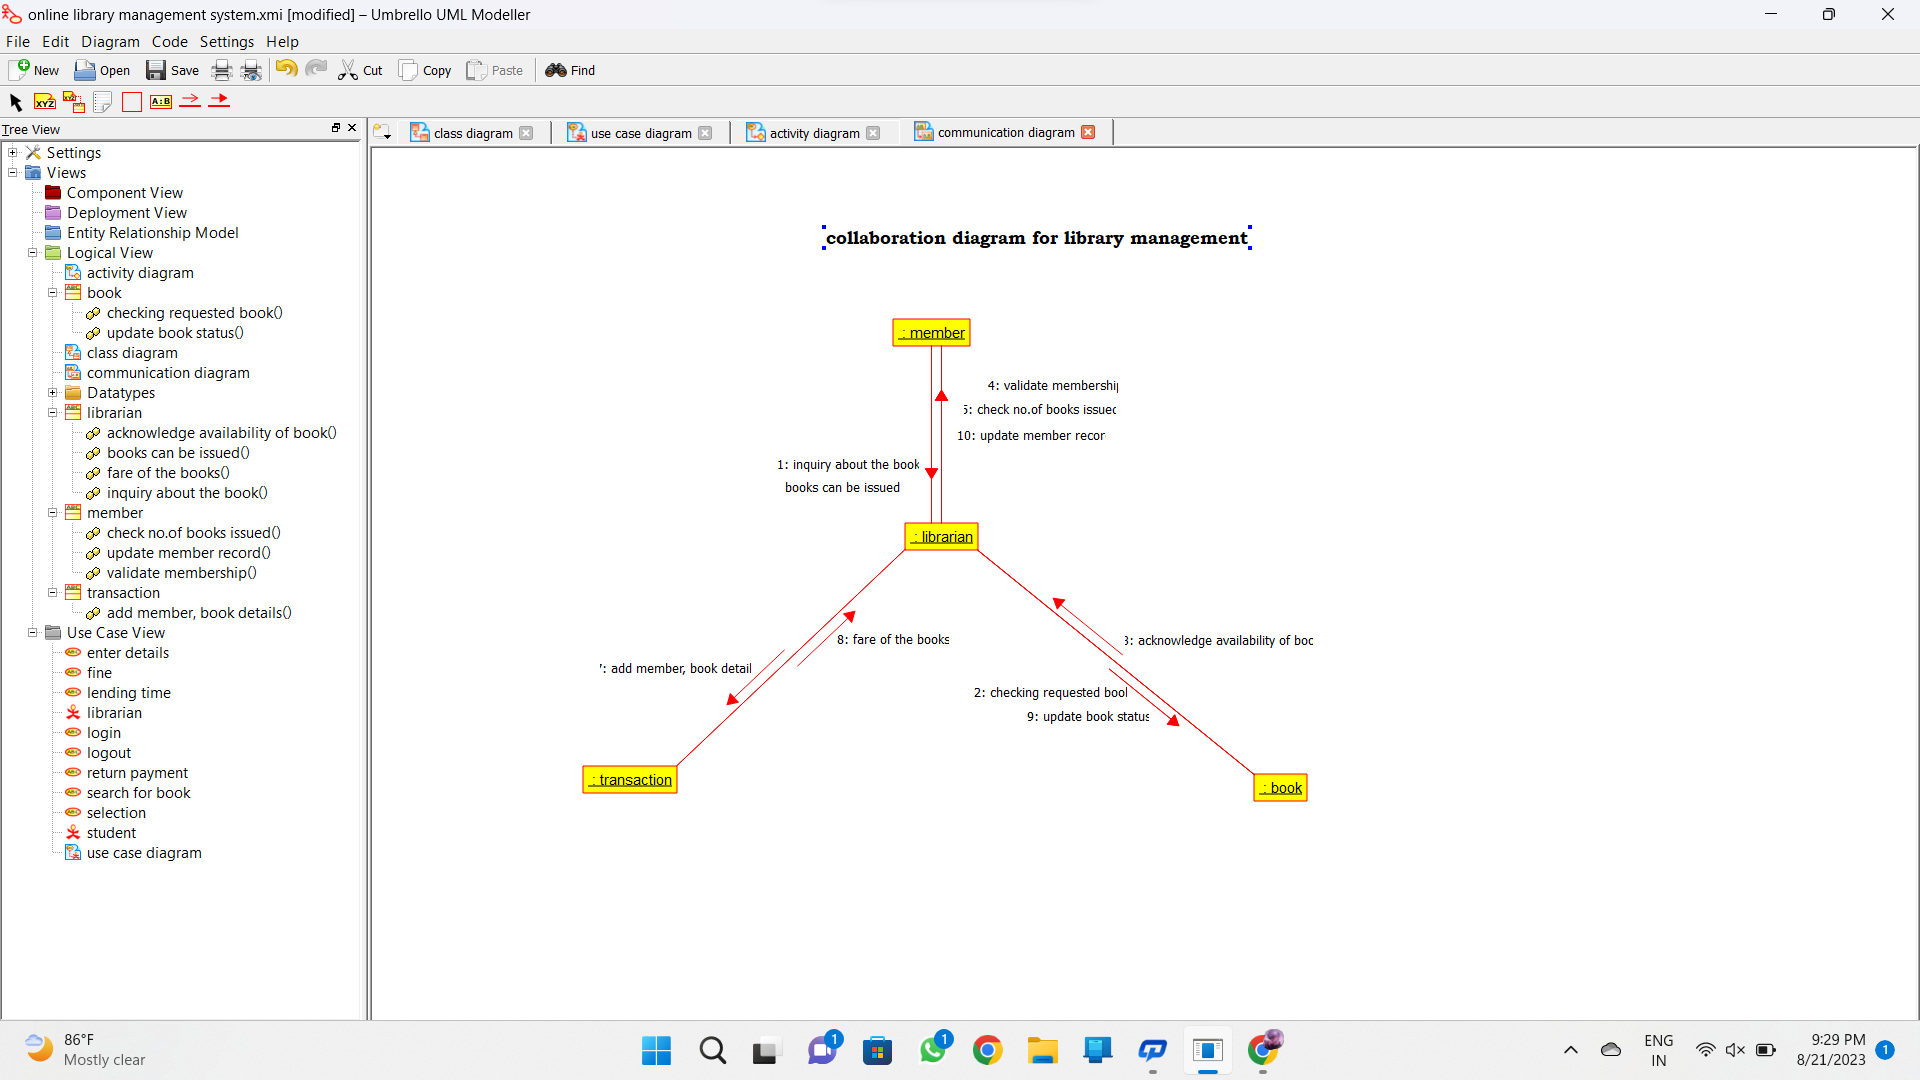 online library management system.xmi [modified] – Umbrello UML Modeller
File Edit Diagram Code Settings Help
New Open Save Cut Copy Paste Find
XYZ XYZ A:B
Tree View
class diagram
use case diagram
activity diagram
communication diagram
Settings
Views
Component View
Deployment View
Entity Relationship Model
Logical View
activity diagram
book
checking requested book()
update book status()
class diagram
communication diagram
Datatypes
librarian
acknowledge availability of book()
books can be issued()
fare of the books()
inquiry about the book()
member
check no.of books issued()
update member record()
validate membership()
transaction
add member, book details()
Use Case View
enter details
fine
lending time
librarian
login
logout
return payment
search for book
selection
student
use case diagram
collaboration diagram for library management
: member
4: validate membership
5: check no.of books issued
10: update member recor
1: inquiry about the book
books can be issued
: librarian
8: fare of the books
7: add member, book detail
3: acknowledge availability of boo
2: checking requested bool
9: update book status
: transaction
: book
86°F
Mostly clear
1
1
ENG
IN
9:29 PM
8/21/2023
1